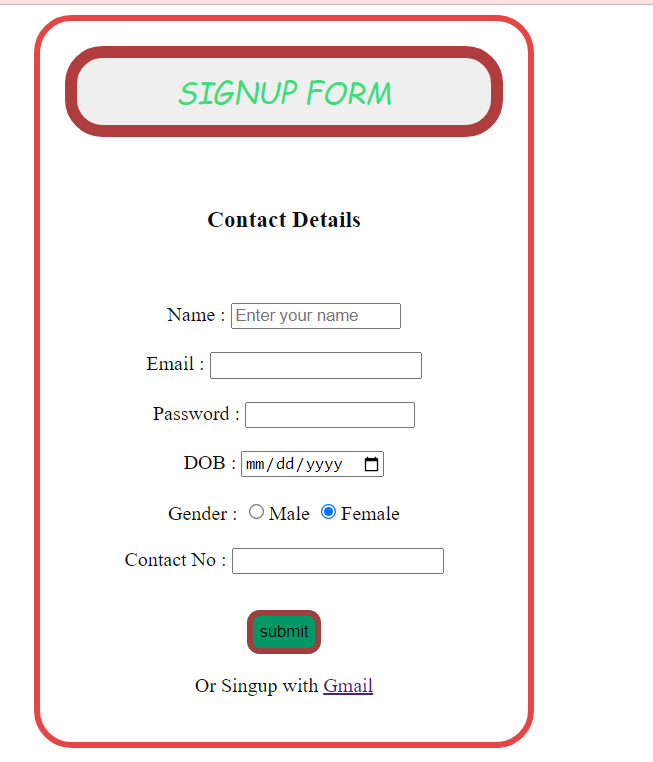 SIGNUP FORM
Contact Details
Name : Enter your name
Email :
Password :
DOB : mm/dd/yyyy
Gender : Male Female
Contact No :
submit
Or Singup with Gmail